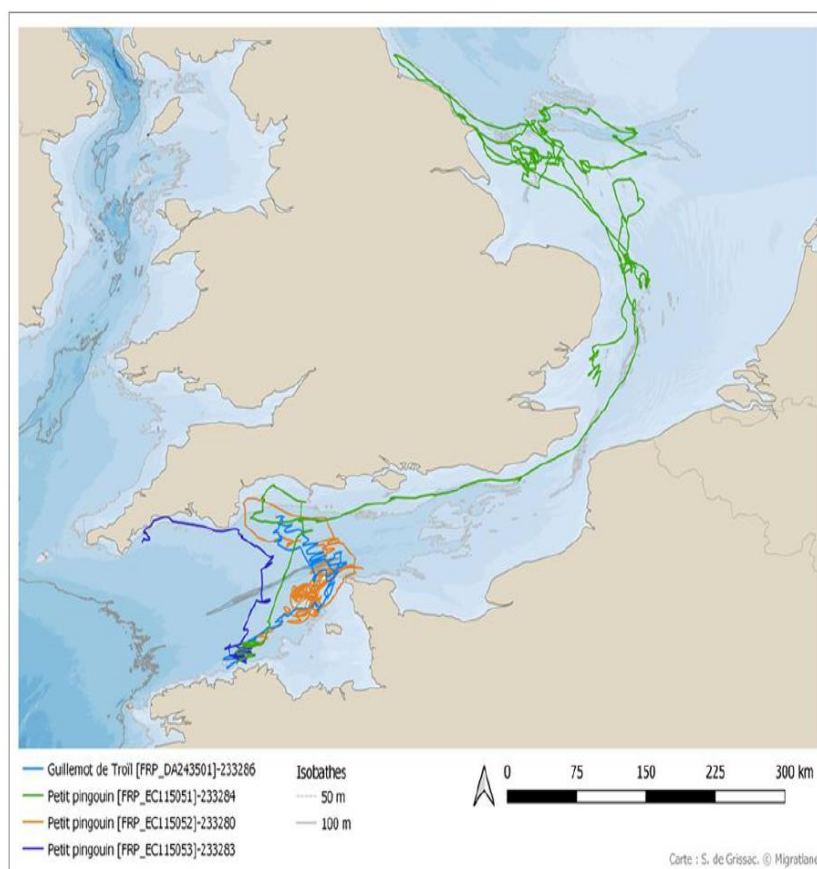 Guillemot de Troïl [FRP_DA243501]-233286
Petit pingouin [FRP_EC115051]-233284
Petit pingouin [FRP_EC115052]-233280
Petit pingouin [FRP_EC115053]-233283
Isobathes
50 m
100 m
0 75 150 225 300 km
Carte : S. de Grissac. © Migratlane